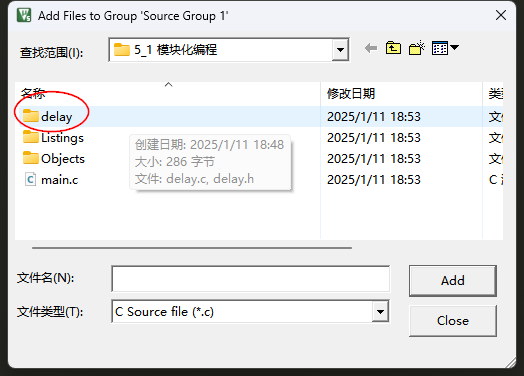 Add Files to Group 'Source Group 1'
查找范围(I):
5_1 模块化编程
名称
修改日期
类
delay
2025/1/11 18:53
文
Listings
2025/1/11 18:53
文
Objects
2025/1/11 18:53
文
main.c
2025/1/11 18:53
C
创建日期: 2025/1/11 18:48
大小: 286 字节
文件: delay.c, delay.h
文件名(N):
Add
文件类型(T):
C Source file (*.c)
Close